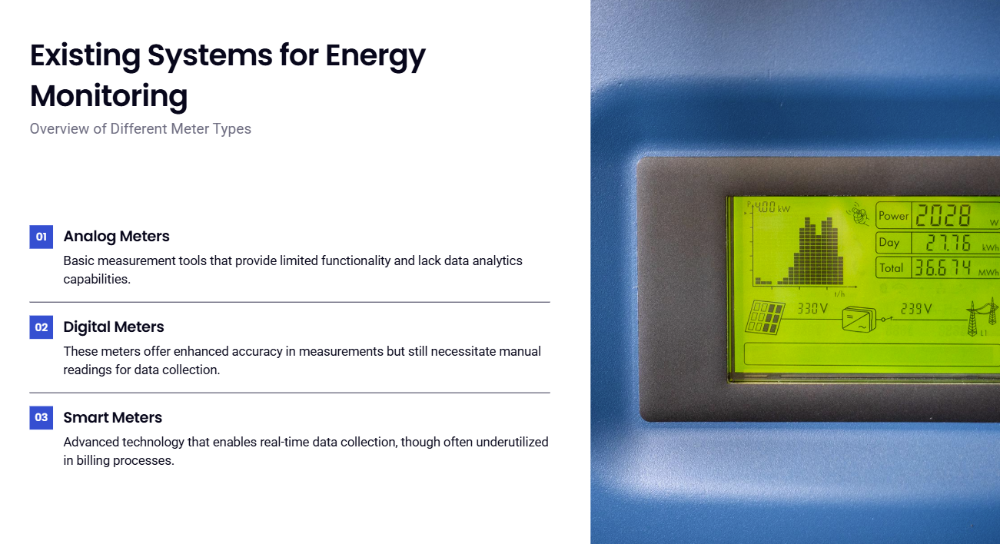 Existing Systems for Energy
Monitoring
Overview of Different Meter Types
01 Analog Meters
Basic measurement tools that provide limited functionality and lack data analytics
capabilities.
02 Digital Meters
These meters offer enhanced accuracy in measurements but still necessitate manual
readings for data collection.
03 Smart Meters
Advanced technology that enables real-time data collection, though often underutilized
in billing processes.
P 4.00 kW
Power 2028 W
Day 27.76 kWh
Total 36.674 MWh
t/h
330 V
239 V
L1